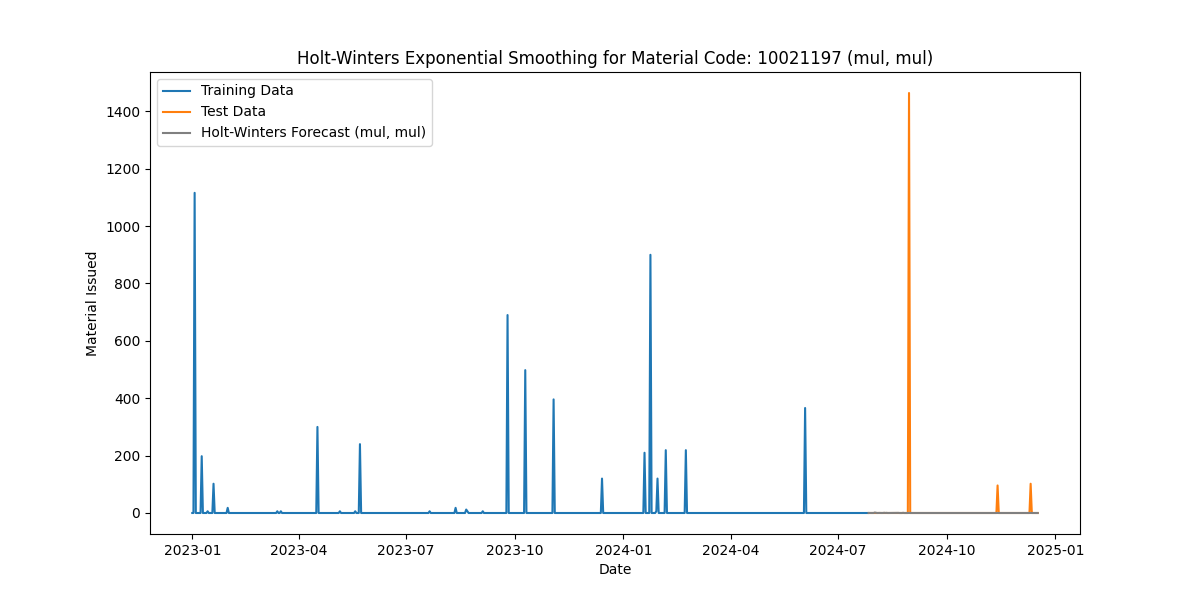 Holt-Winters Exponential Smoothing for Material Code: 10021197 (mul, mul)
Training Data
Test Data
Holt-Winters Forecast (mul, mul)
Material Issued
1400
1200
1000
800
600
400
200
0
2023-01 2023-04 2023-07 2023-10 2024-01 2024-04 2024-07 2024-10 2025-01
Date